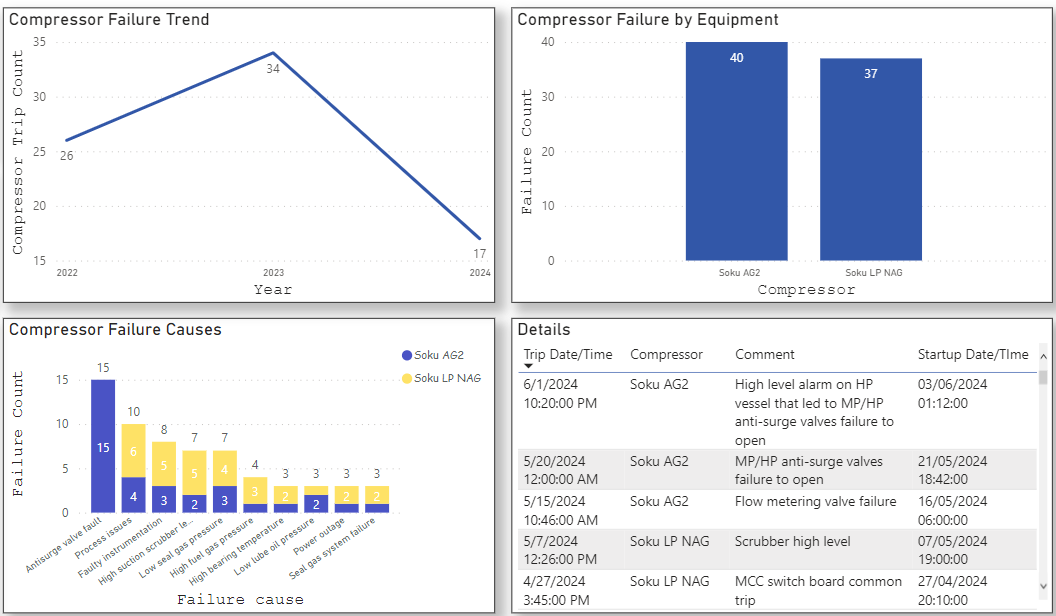 Compressor Failure Trend
35
30
25
20
15
Compressor Trip Count
26
34
17
2022
2023
2024
Year
Compressor Failure by Equipment
40
30
20
10
0
Failure Count
40
37
Soku AG2
Soku LP NAG
Compressor
Compressor Failure Causes
Soku AG2
Soku LP NAG
15
10
5
0
Failure Count
15
10
8
7
7
4
3
3
3
3
15
6
4
5
3
5
2
4
3
3
2
2
2
2
Antisurge valve fault
Process issues
Faulty instrumentation
High suction scrubber le...
Low seal gas pressure
High fuel gas pressure
High bearing temperature
Low lube oil pressure
Power outage
Seal gas system failure
Failure cause
Details
Trip Date/Time Compressor Comment Startup Date/TIme
6/1/2024 Soku AG2 High level alarm on HP 03/06/2024
10:20:00 PM vessel that led to MP/HP 01:12:00
anti-surge valves failure to
open
5/20/2024 Soku AG2 MP/HP anti-surge valves 21/05/2024
12:00:00 AM failure to open 18:42:00
5/15/2024 Soku AG2 Flow metering valve failure 16/05/2024
10:46:00 AM 06:00:00
5/7/2024 Soku LP NAG Scrubber high level 07/05/2024
12:26:00 PM 19:00:00
4/27/2024 Soku LP NAG MCC switch board common 27/04/2024
3:45:00 PM trip 20:10:00